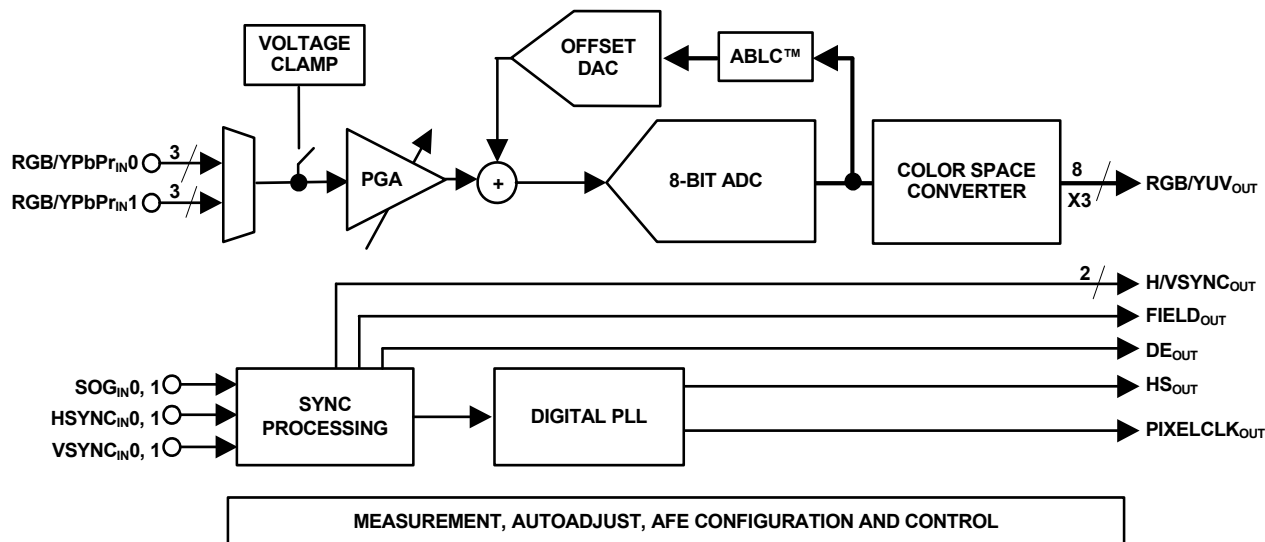 VOLTAGE
CLAMP
OFFSET
DAC
ABLC™
RGB/YPbPrIN0
3
RGB/YPbPrIN1
3
PGA
+
8-BIT ADC
COLOR SPACE
CONVERTER
8
X3
RGB/YUVOUT
2
H/VSYNCOUT
FIELDOUT
DEOUT
HSOUT
PIXELCLKOUT
SOGIN0, 1
HSYNCIN0, 1
VSYNCIN0, 1
SYNC
PROCESSING
DIGITAL PLL
MEASUREMENT, AUTOADJUST, AFE CONFIGURATION AND CONTROL